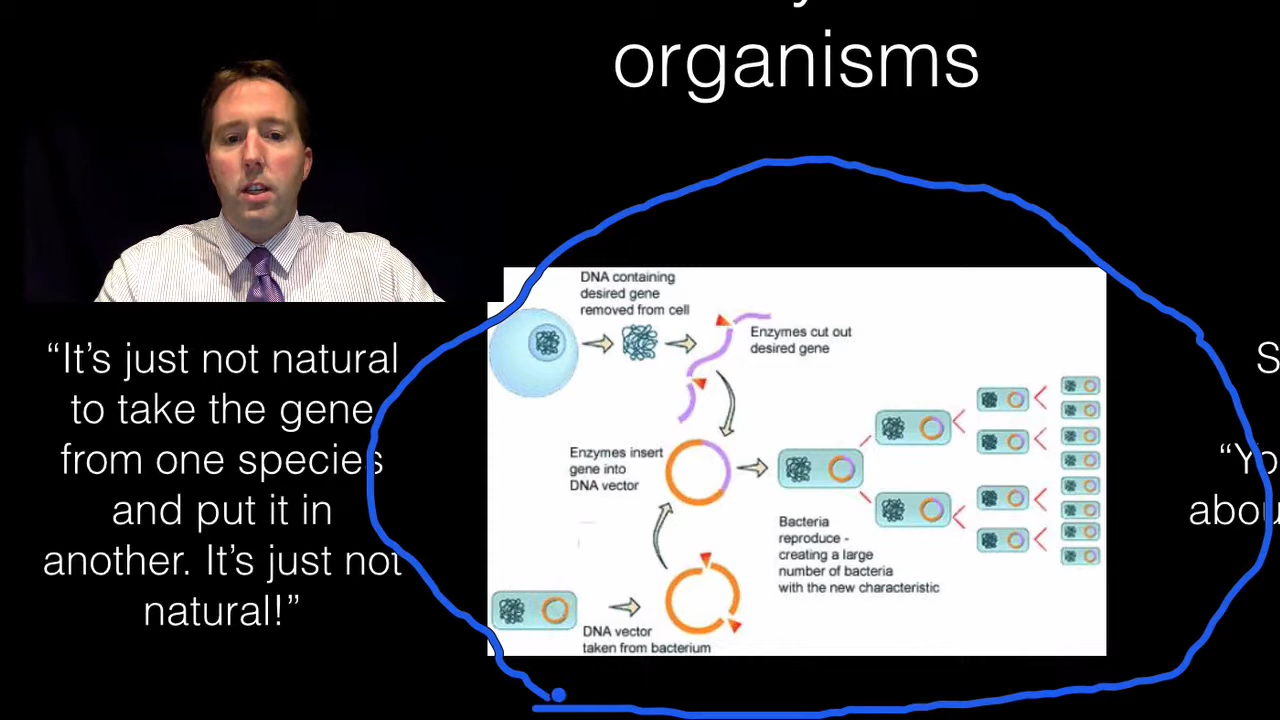 organisms
“It’s just not natural
to take the gene
from one species
and put it in
another. It’s just not
natural!”
DNA containing
desired gene
removed from cell
Enzymes cut out
desired gene
Enzymes insert
gene into
DNA vector
Bacteria
reproduce -
creating a large
number of bacteria
with the new characteristic
DNA vector
taken from bacterium